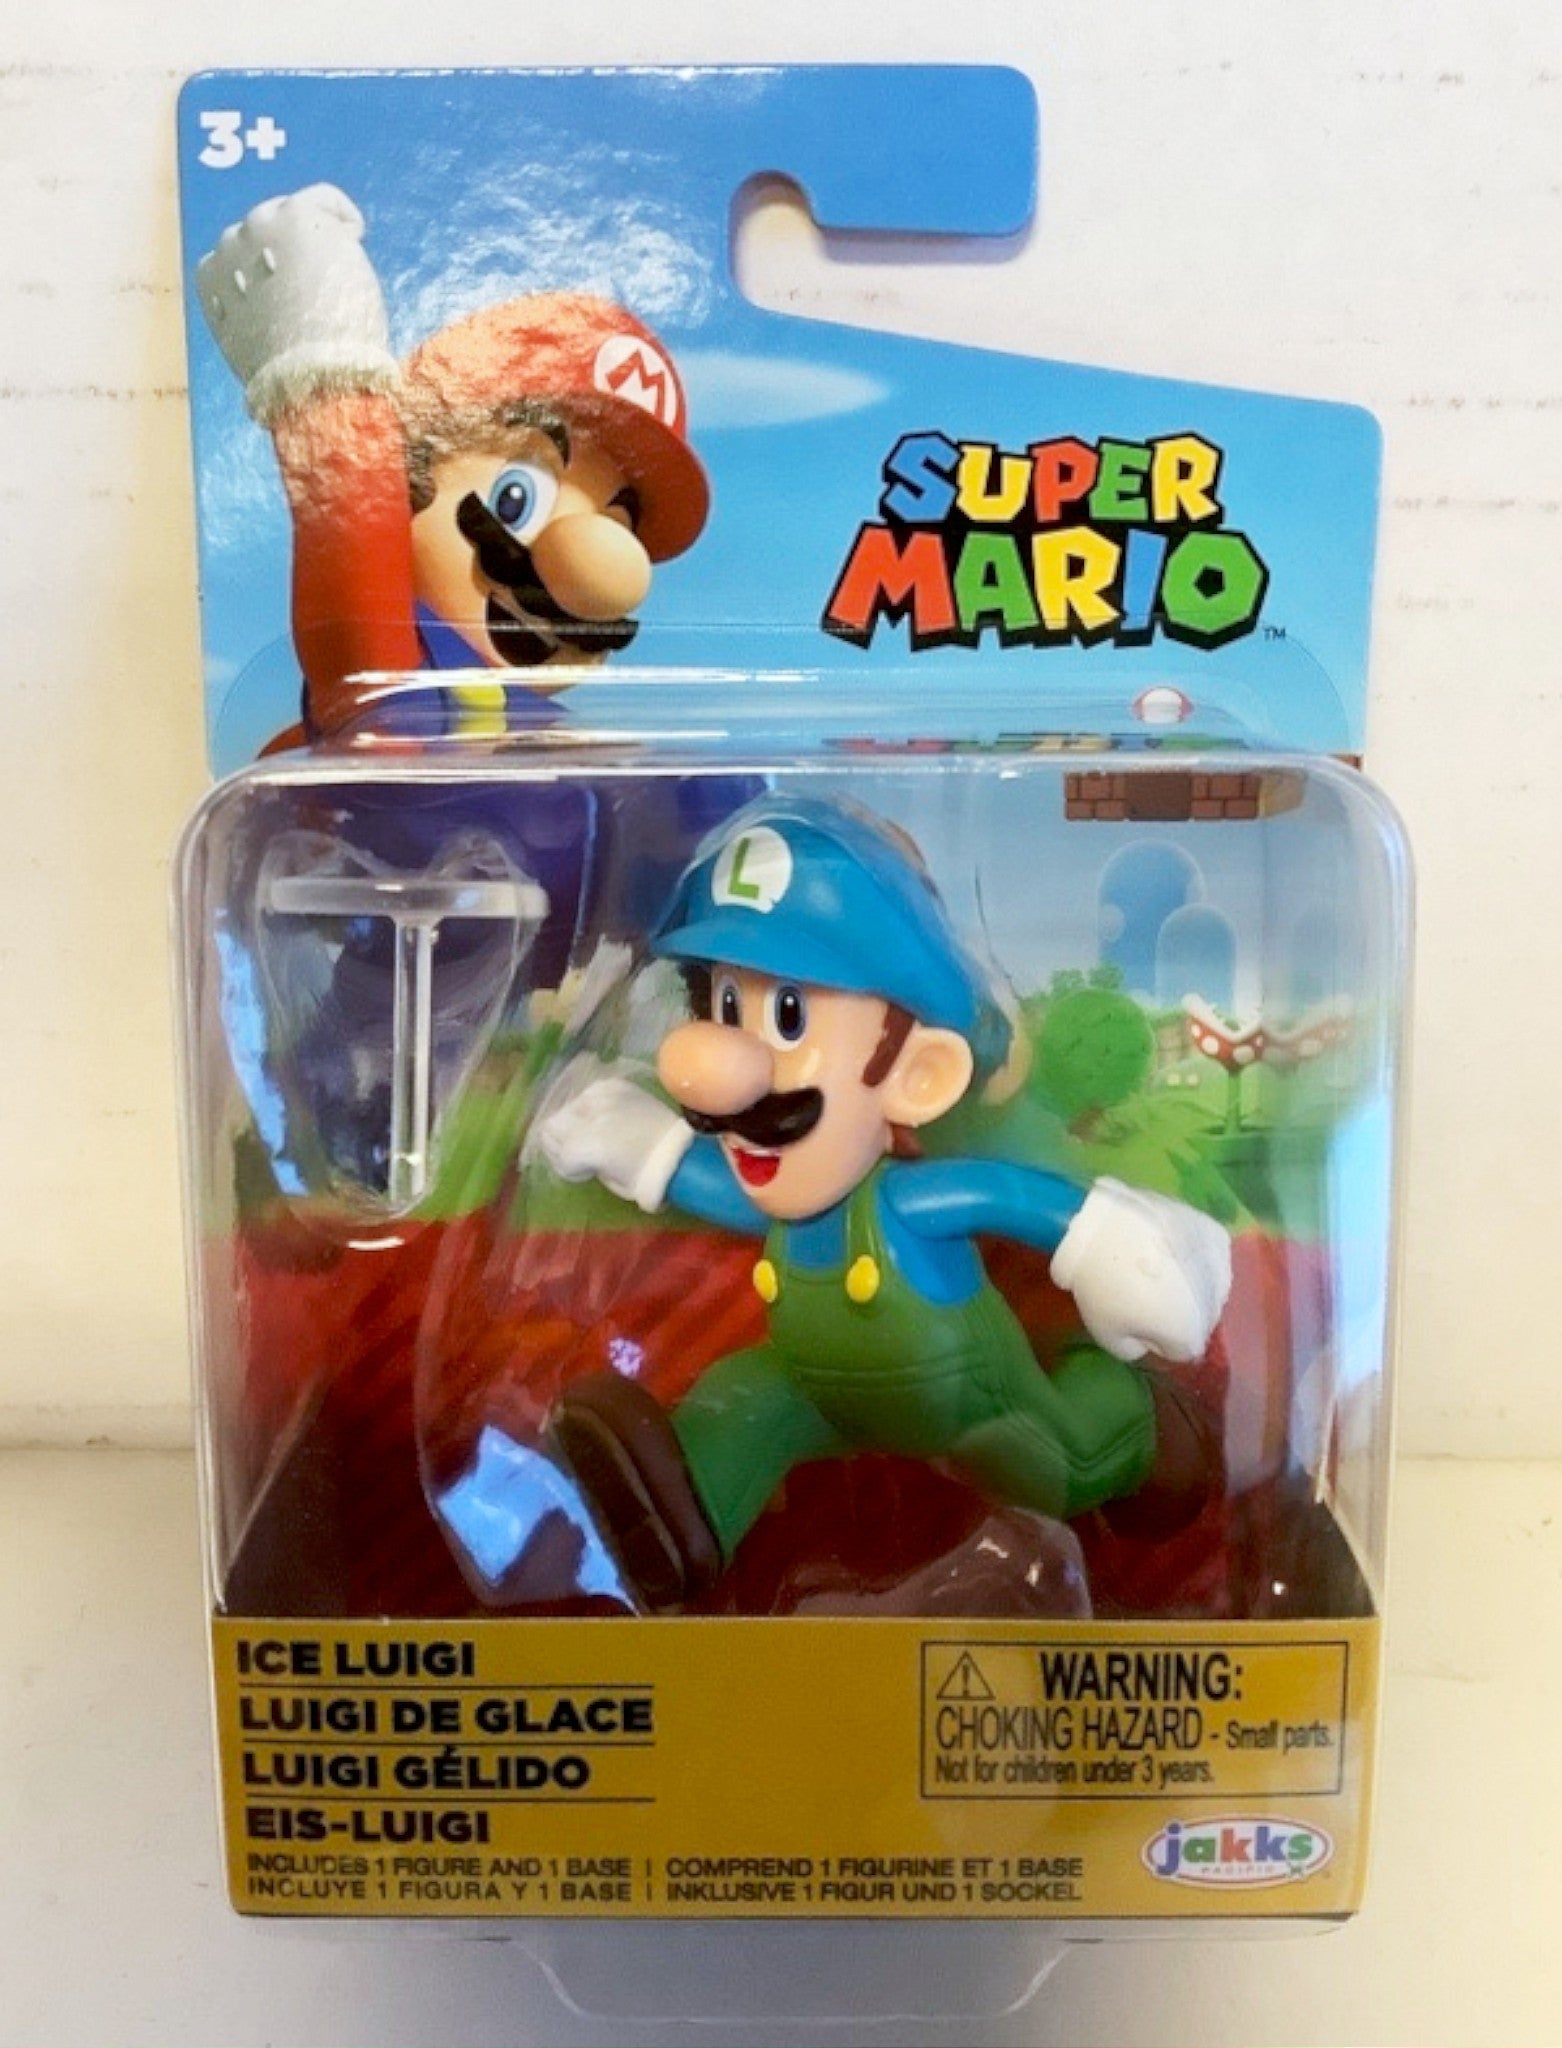 3+
M
SUPER
MARIO
™
L
ICE LUIGI
LUIGI DE GLACE
LUIGI GÉLIDO
EIS-LUIGI
INCLUDES 1 FIGURE AND 1 BASE | COMPREND 1 FIGURINE ET 1 BASE
INCLUYE 1 FIGURA Y 1 BASE | INKLUSIVE 1 FIGUR UND 1 SOCKEL
WARNING:
CHOKING HAZARD - Small parts.
Not for children under 3 years.
jakks
PACIFIC